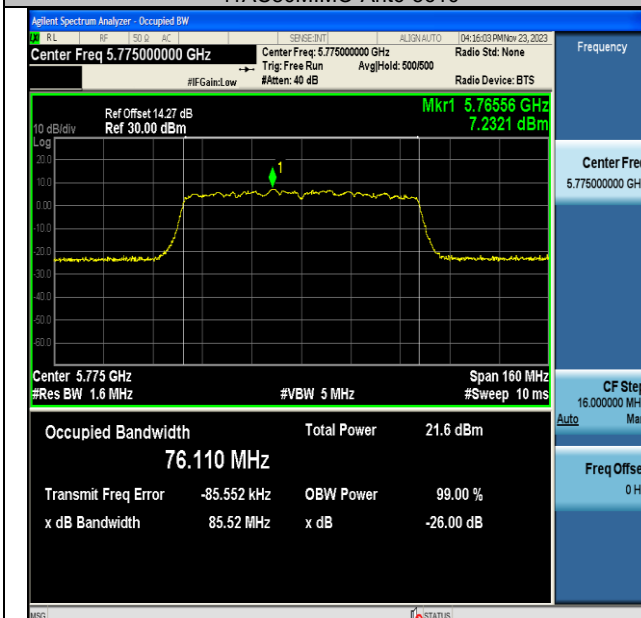 Agilent Spectrum Analyzer - Occupied BW
RL RF 50 Ω AC SENSE:INT ALIGN AUTO 04:16:03 PM Nov 23, 2023
Center Freq 5.775000000 GHz
Center Freq: 5.775000000 GHz Radio Std: None
Trig: Free Run Avg|Hold: 500/500
#IFGain:Low #Atten: 40 dB Radio Device: BTS
Frequency
Mkr1 5.76556 GHz
7.2321 dBm
Ref Offset 14.27 dB
10 dB/div Ref 30.00 dBm
Log
20.0
10.0
0.00
-10.0
-20.0
-30.0
-40.0
-50.0
-60.0
1
Center 5.775 GHz Span 160 MHz
#Res BW 1.6 MHz #VBW 5 MHz #Sweep 10 ms
Occupied Bandwidth Total Power 21.6 dBm
76.110 MHz
Transmit Freq Error -85.552 kHz OBW Power 99.00 %
x dB Bandwidth 85.52 MHz x dB -26.00 dB
Center Fre
5.775000000 GH
CF Step
16.000000 MH
Auto Ma
Freq Offse
0 H
MSG STATUS